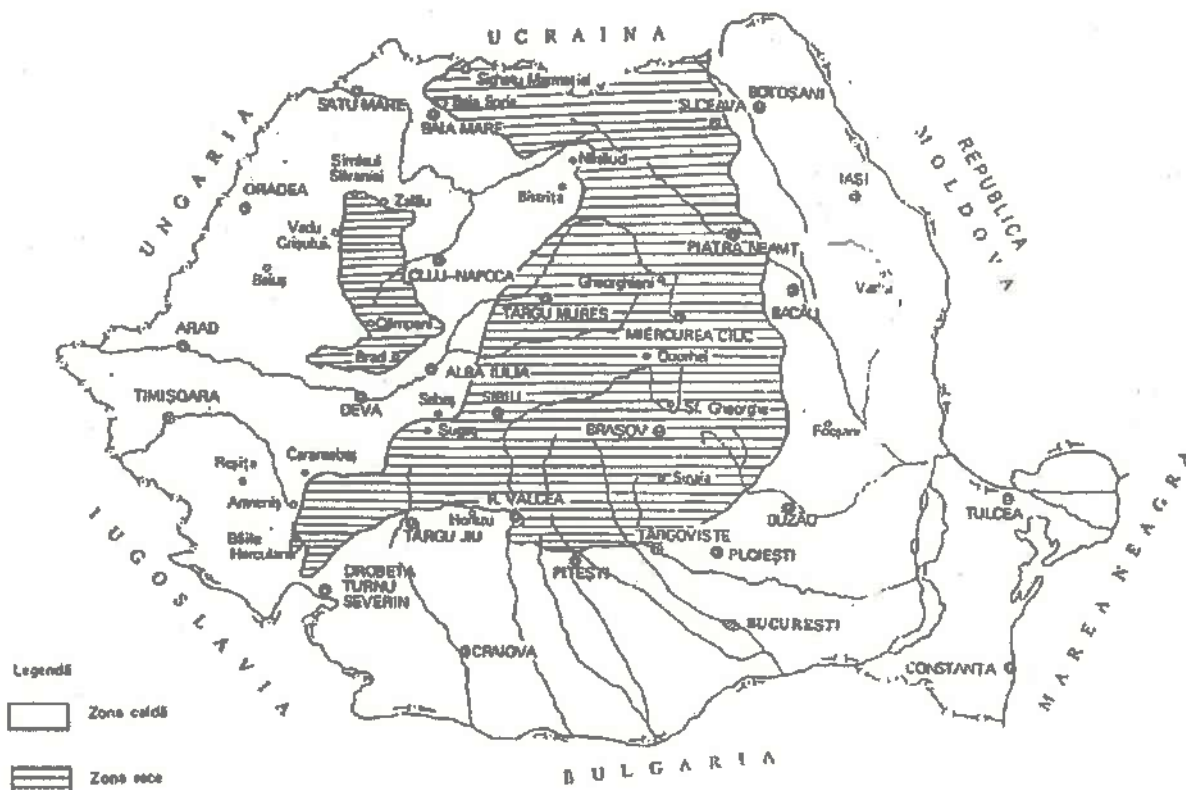 UCRAINA
Sighetu Marmației
SATU MARE
Baia Sprie
BAIA MARE
SUCEAVA
BOTOȘANI
UNGARIA
REPUBLICA
MOLDOVA
Șimleul
Silvaniei
Zalău
Năsăud
Bistrița
IAȘI
ORADEA
Vadu
Crișului
Beiuș
CLUJ-NAPOCA
PIATRA NEAMȚ
Gheorghieni
TÂRGU MUREȘ
BACĂU
Vaslui
Câmpeni
MIERCUREA CIUC
ARAD
Brad
ALBA IULIA
Odorhei
TIMIȘOARA
DEVA
Sebeș
SIBIU
Sf. Gheorghe
Șugag
BRAȘOV
Focșani
Reșița
Caransebeș
Sinaia
Armeniș
R. VÂLCEA
TULCEA
IUGOSLAVIA
Băile
Herculane
TÂRGU JIU
Horezu
BUZĂU
TÂRGOVIȘTE
PLOIEȘTI
PITEȘTI
DROBETA
TURNU
SEVERIN
BUCUREȘTI
MAREA NEAGRA
CRAIOVA
CONSTANȚA
Legendă
Zona caldă
Zona rece
BULGARIA